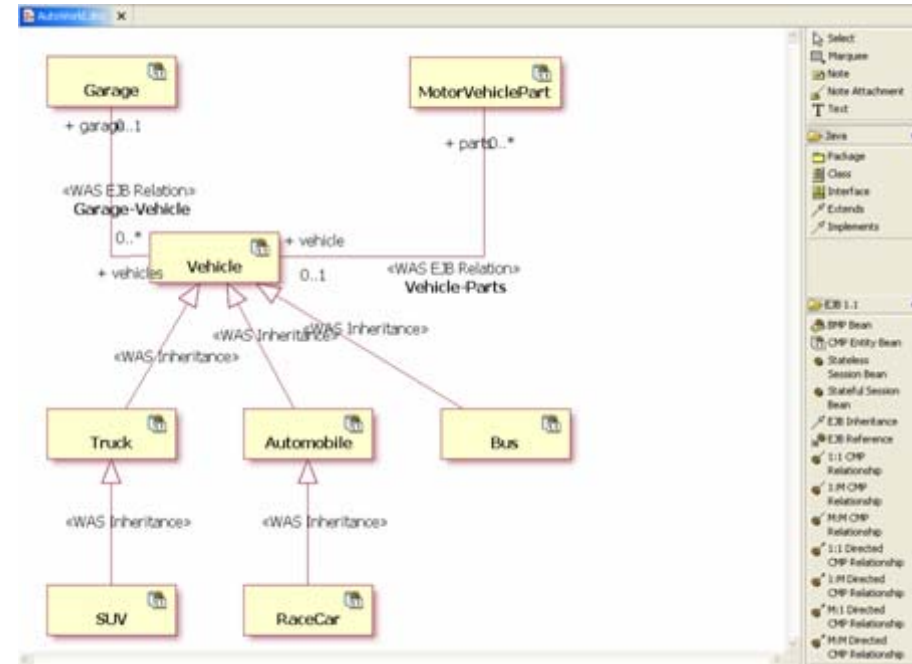 Garage
MotorVehiclePart
+ garag 0..1
+ parts 0..*
«WAS EJB Relation»
Garage-Vehicle
0..*
+ vehicles
Vehicle
+ vehicle
0..1
«WAS EJB Relation»
Vehicle-Parts
«WAS Inheritance»
«WAS Inheritance»
«WAS Inheritance»
Truck
Automobile
Bus
«WAS Inheritance»
«WAS Inheritance»
SUV
RaceCar
Select
Marquee
Note
Note Attachment
Text
Java
Package
Class
Interface
Extends
Implements
EJB 1.1
BMP Bean
CMP Entity Bean
Stateless
Session Bean
Stateful Session
Bean
EJB Inheritance
EJB Reference
1:1 CMP
Relationship
1:M CMP
Relationship
M:M CMP
Relationship
1:1 Directed
CMP Relationship
1:M Directed
CMP Relationship
M:1 Directed
CMP Relationship
M:M Directed
CMP Relationship